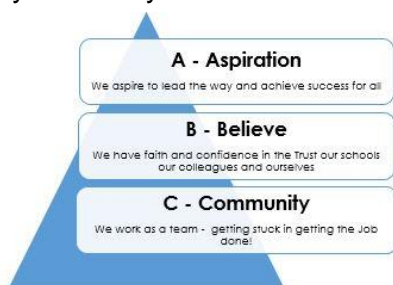 A - Aspiration
We aspire to lead the way and achieve success for all
B - Believe
We have faith and confidence in the Trust our schools
our colleagues and ourselves
C - Community
We work as a team - getting stuck in getting the Job
done!